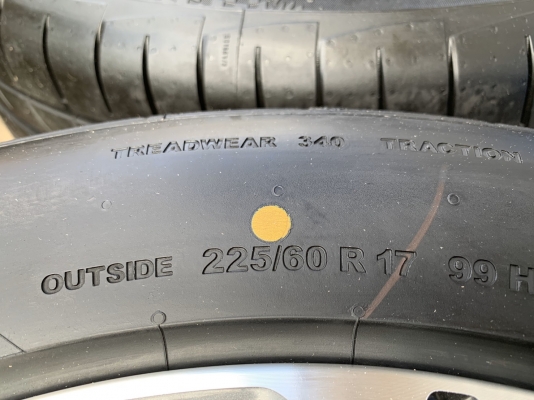 TREADWEAR 340 TRACTION
OUTSIDE 225/60 R 17 99 H